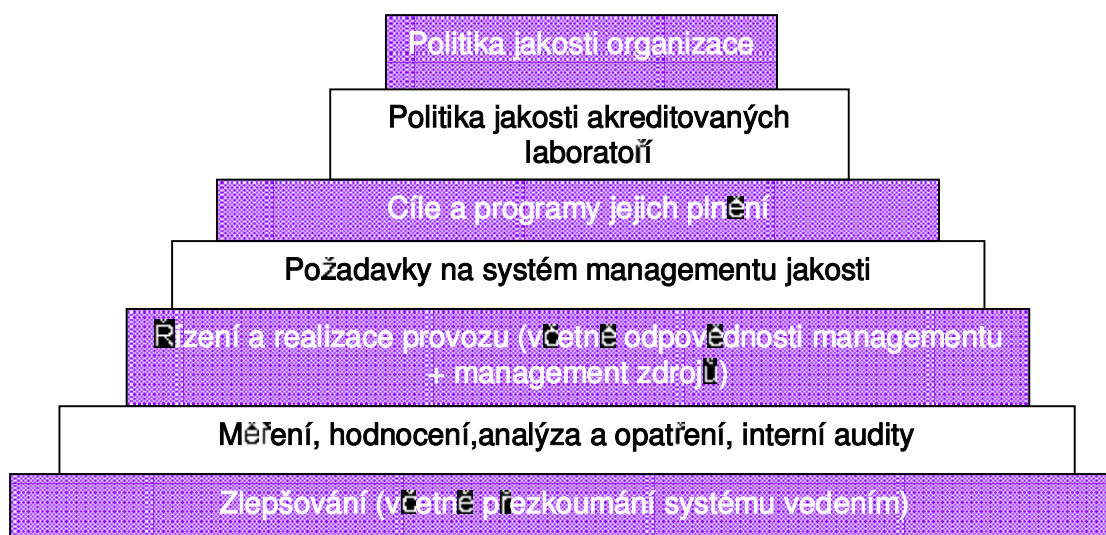 Politika jakosti organizace
Politika jakosti akreditovaných
laboratoří
Cíle a programy jejich plnění
Požadavky na systém managementu jakosti
Řízení a realizace provozu (včetně odpovědnosti managementu
+ management zdrojů)
Měření, hodnocení,analýza a opatření, interní audity
Zlepšování (včetně přezkoumání systému vedením)